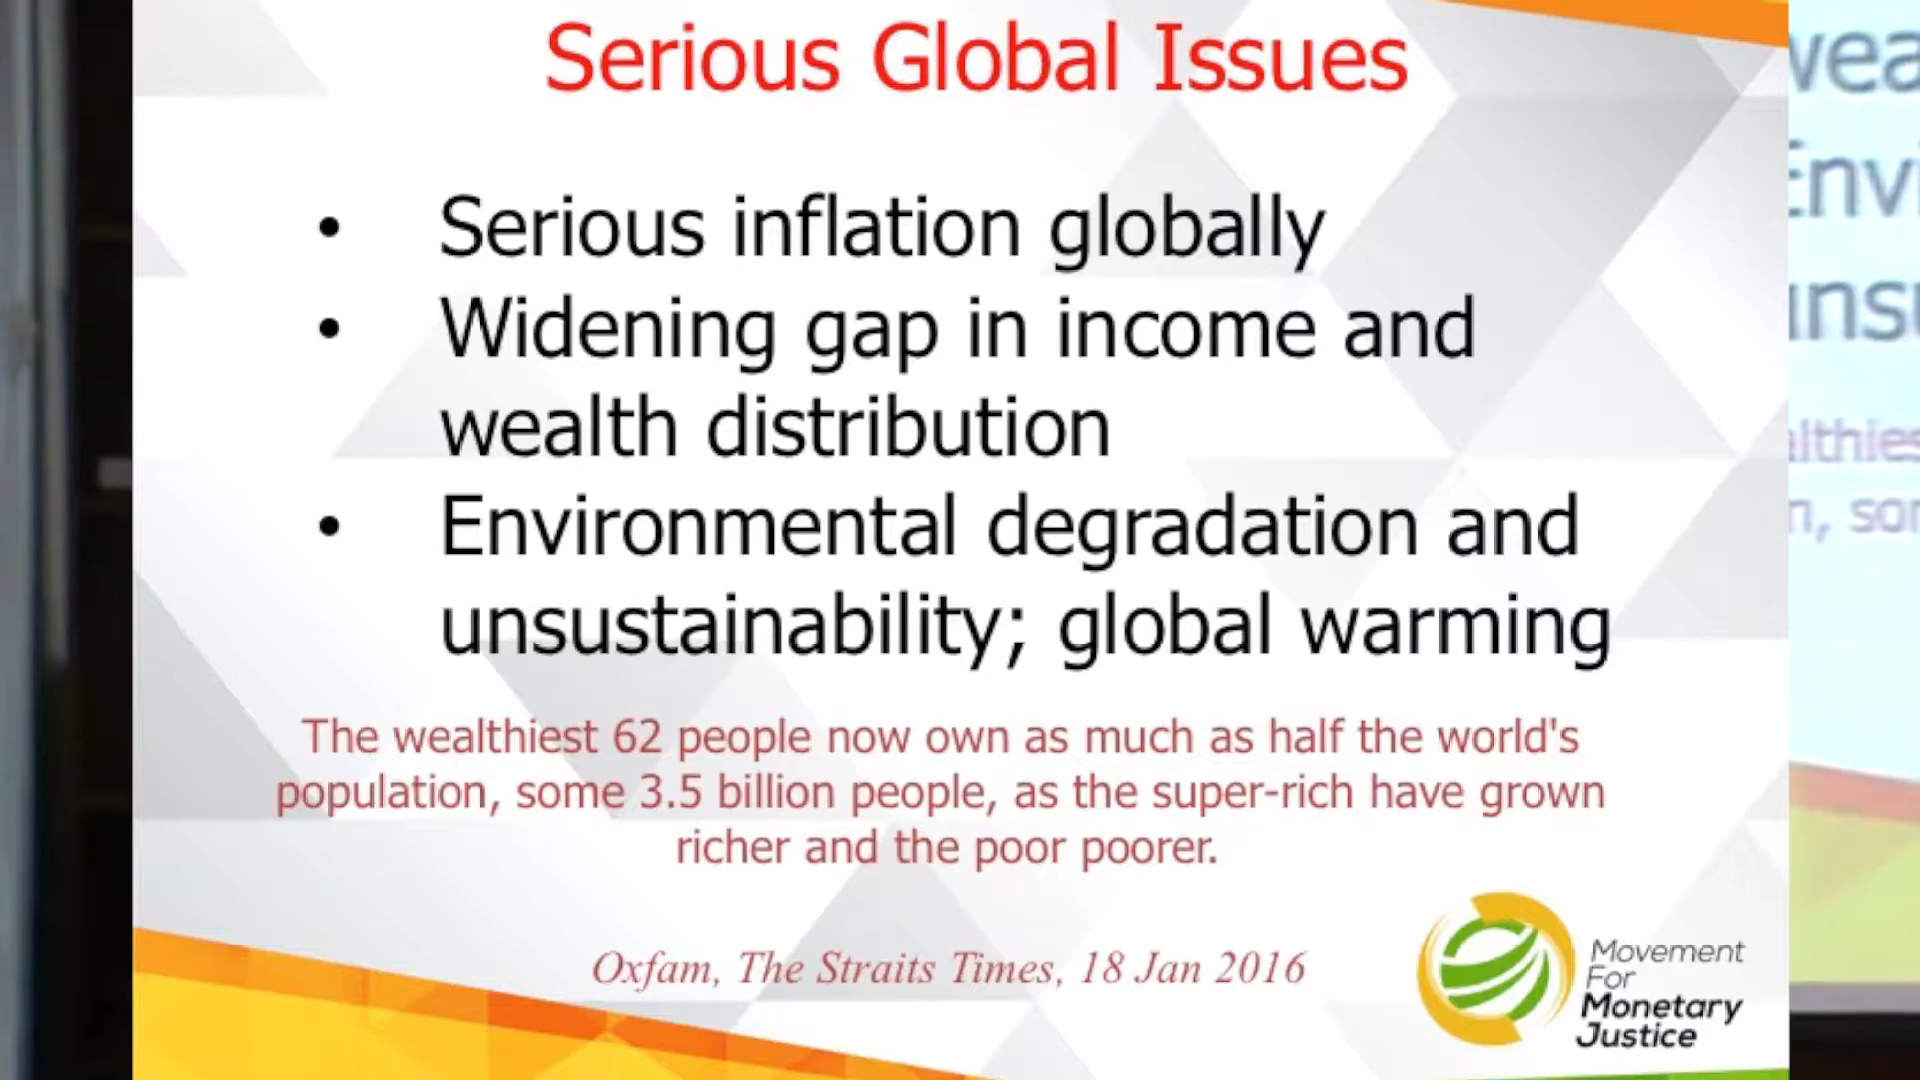 Serious Global Issues
• Serious inflation globally
• Widening gap in income and
wealth distribution
• Environmental degradation and
unsustainability; global warming
The wealthiest 62 people now own as much as half the world's
population, some 3.5 billion people, as the super-rich have grown
richer and the poor poorer.
Oxfam, The Straits Times, 18 Jan 2016
Movement
For
Monetary
Justice